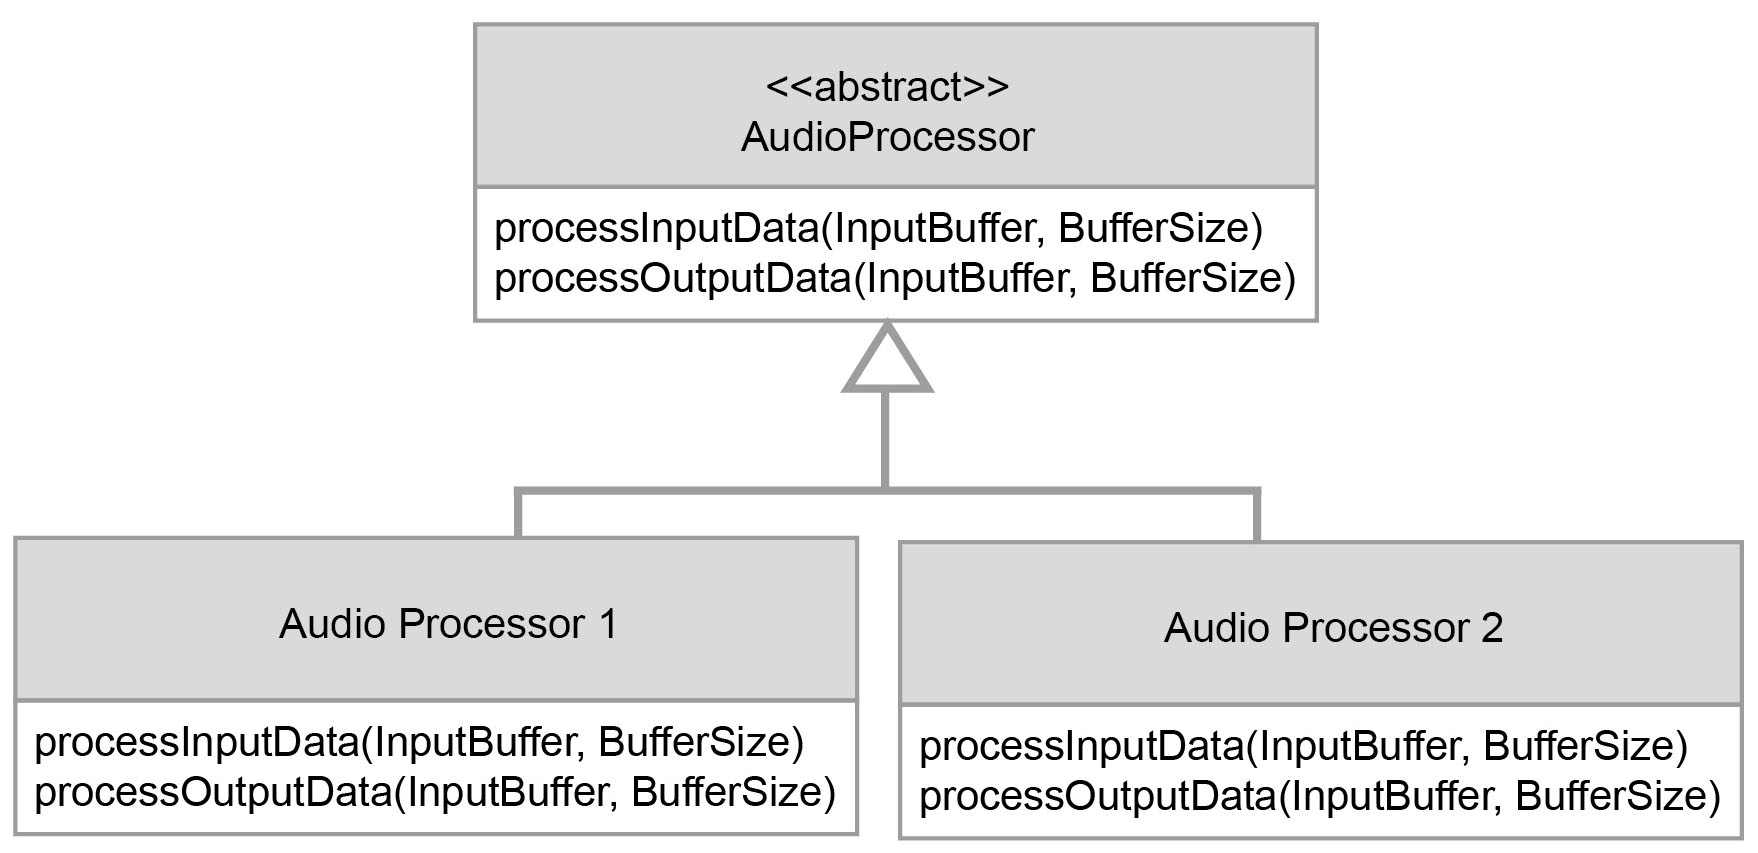 <<abstract>>
AudioProcessor
processInputData(InputBuffer, BufferSize)
processOutputData(InputBuffer, BufferSize)
Audio Processor 1
processInputData(InputBuffer, BufferSize)
processOutputData(InputBuffer, BufferSize)
Audio Processor 2
processInputData(InputBuffer, BufferSize)
processOutputData(InputBuffer, BufferSize)